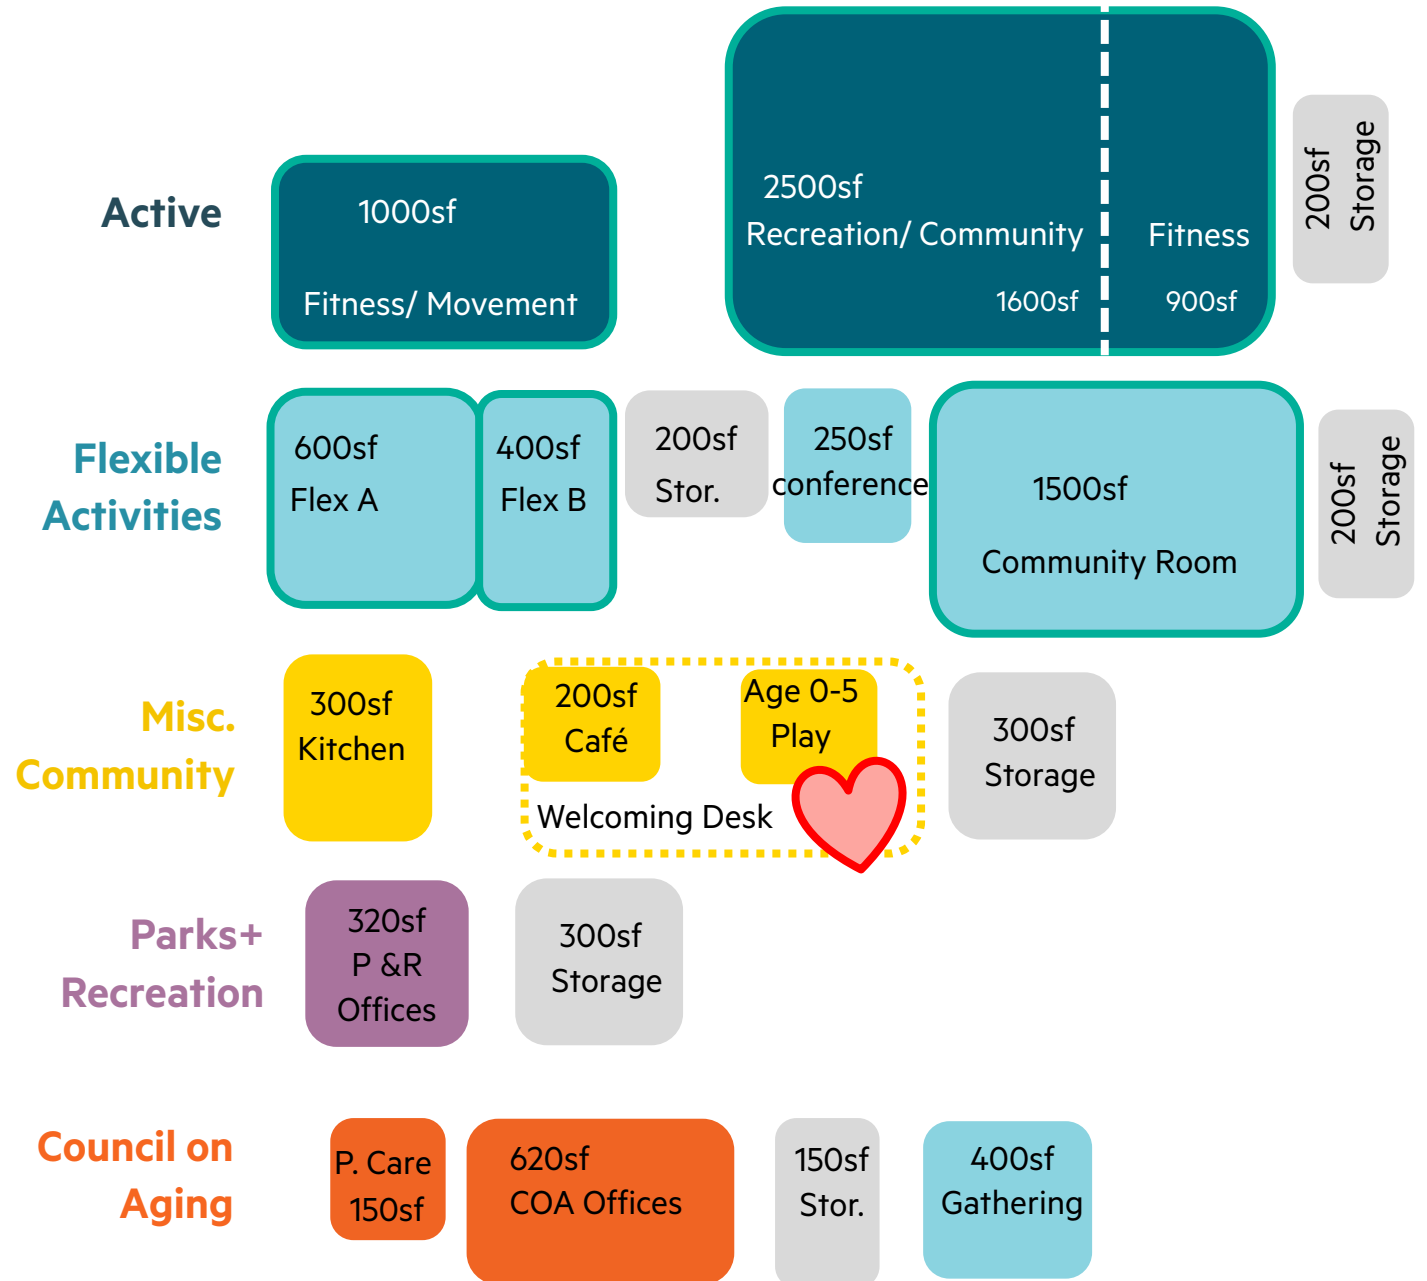 Active
1000sf
Fitness/ Movement
2500sf
Recreation/ Community
1600sf
Fitness
900sf
200sf
Storage
Flexible
Activities
600sf
Flex A
400sf
Flex B
200sf
Stor.
250sf
conference
1500sf
Community Room
200sf
Storage
Misc.
Community
300sf
Kitchen
200sf
Café
Age 0-5
Play
Welcoming Desk
300sf
Storage
Parks+
Recreation
320sf
P &R
Offices
300sf
Storage
Council on
Aging
P. Care
150sf
620sf
COA Offices
150sf
Stor.
400sf
Gathering